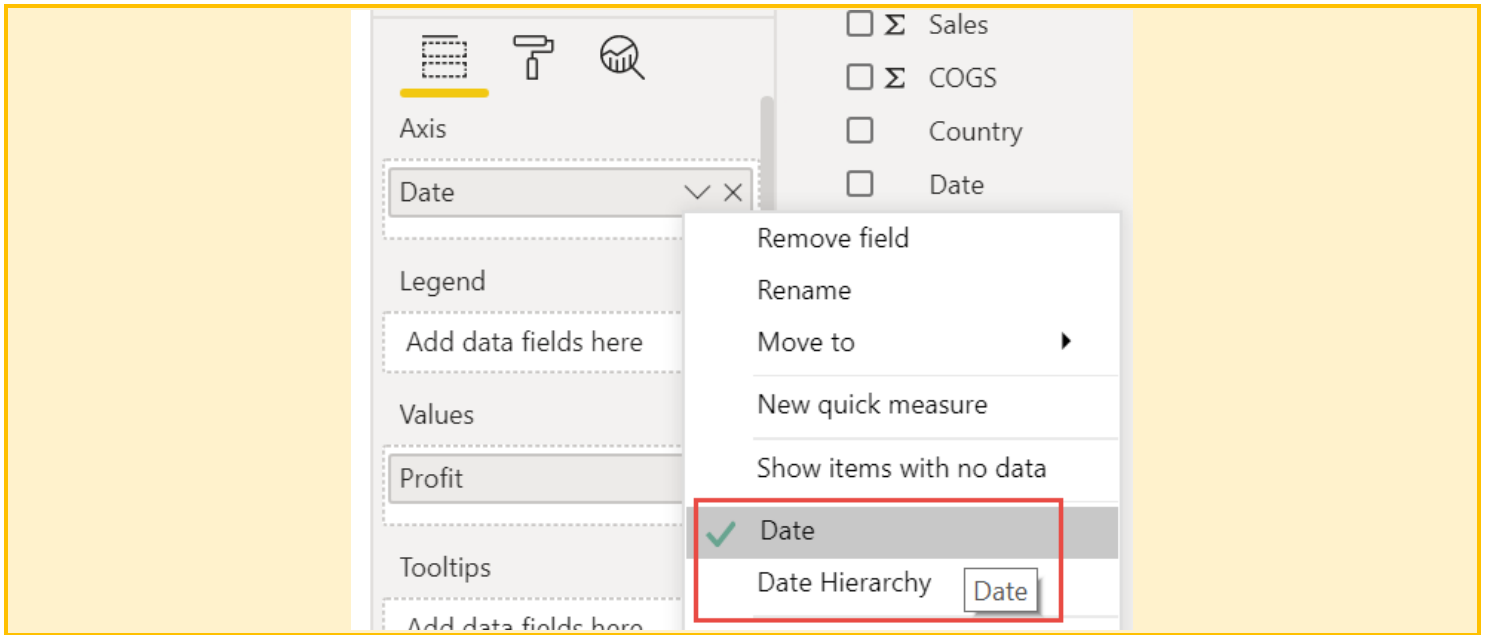 Axis
Date
Legend
Add data fields here
Values
Profit
Tooltips
Add data fields here
Σ Sales
Σ COGS
Country
Date
Remove field
Rename
Move to
New quick measure
Show items with no data
Date
Date Hierarchy
Date